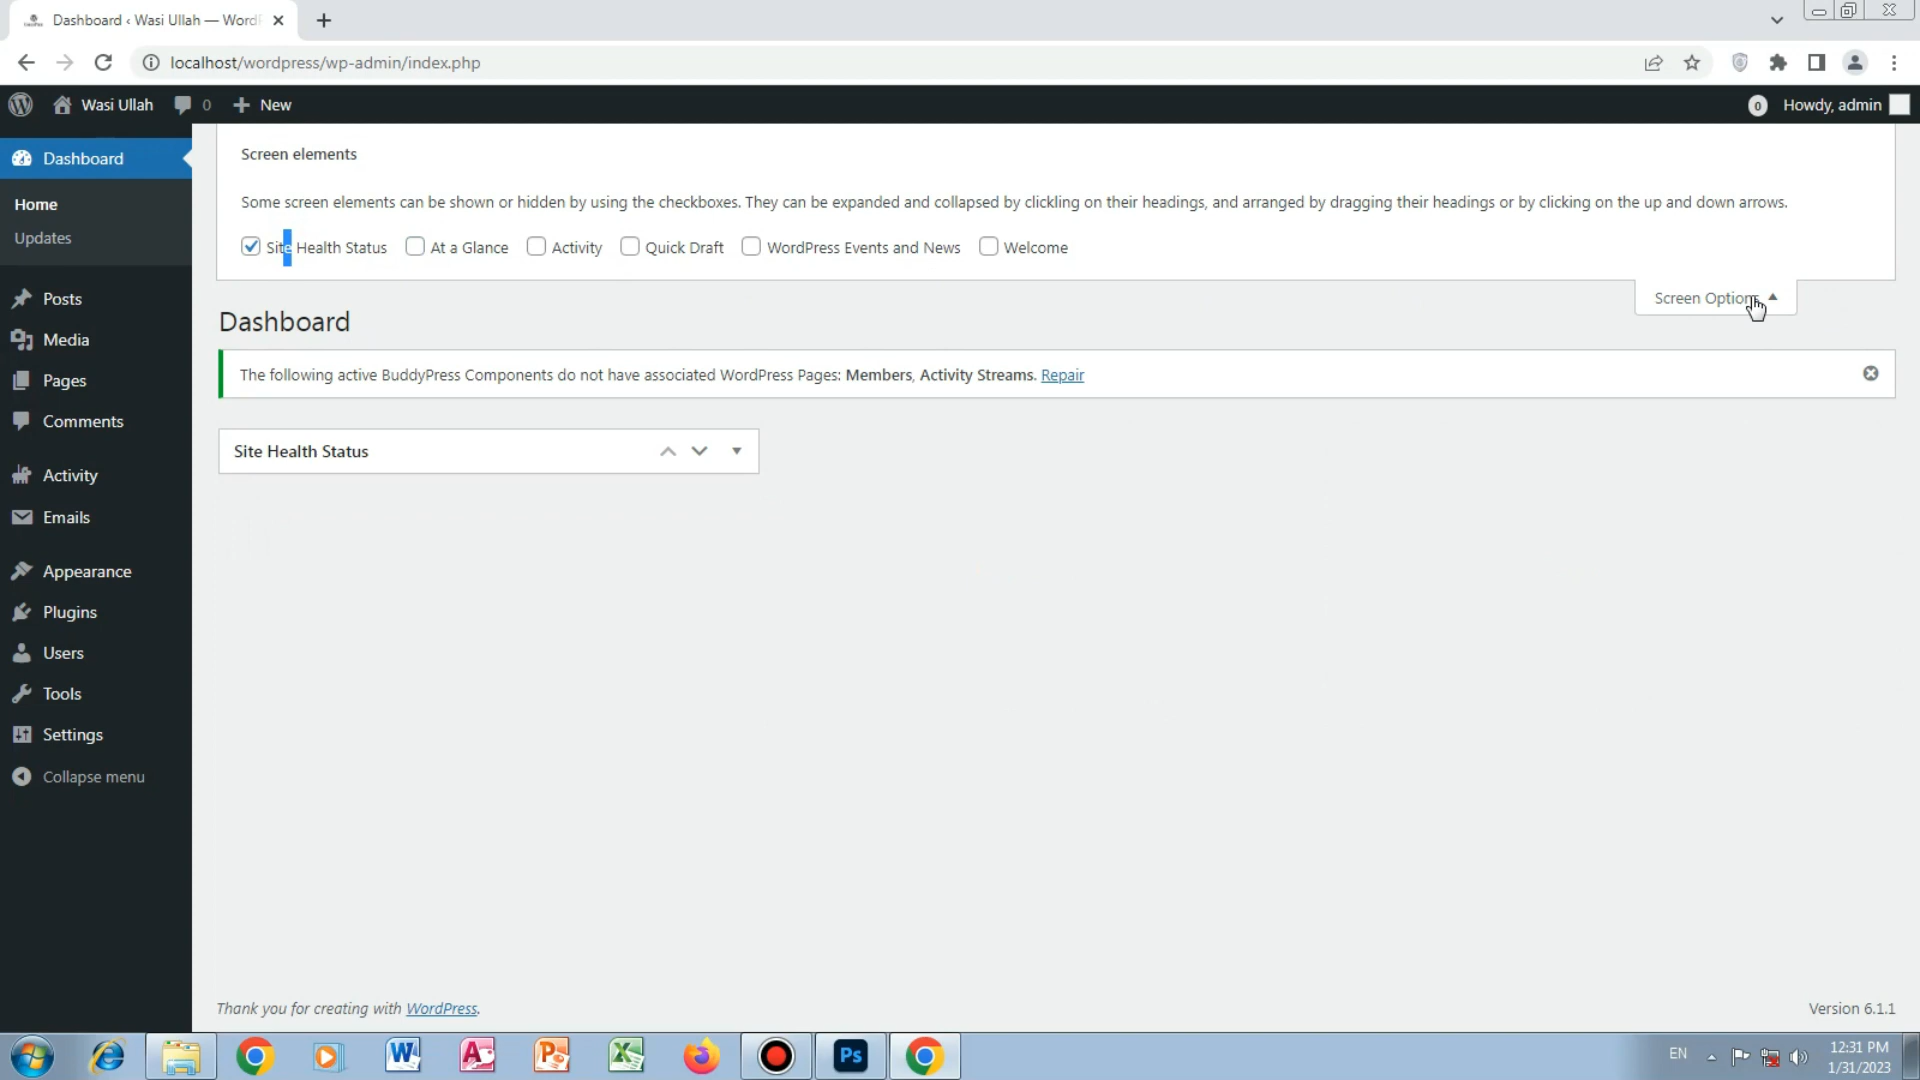 Dashboard ‹ Wasi Ullah — WordP
localhost/wordpress/wp-admin/index.php
Wasi Ullah 0 New
0 Howdy, admin
Dashboard
Home
Updates
Posts
Media
Pages
Comments
Activity
Emails
Appearance
Plugins
Users
Tools
Settings
Collapse menu
Screen elements
Some screen elements can be shown or hidden by using the checkboxes. They can be expanded and collapsed by clickling on their headings, and arranged by dragging their headings or by clicking on the up and down arrows.
Site Health Status At a Glance Activity Quick Draft WordPress Events and News Welcome
Screen Options
Dashboard
The following active BuddyPress Components do not have associated WordPress Pages: Members, Activity Streams. Repair
Site Health Status
Thank you for creating with WordPress.
Version 6.1.1
Ps
EN
12:31 PM
1/31/2023